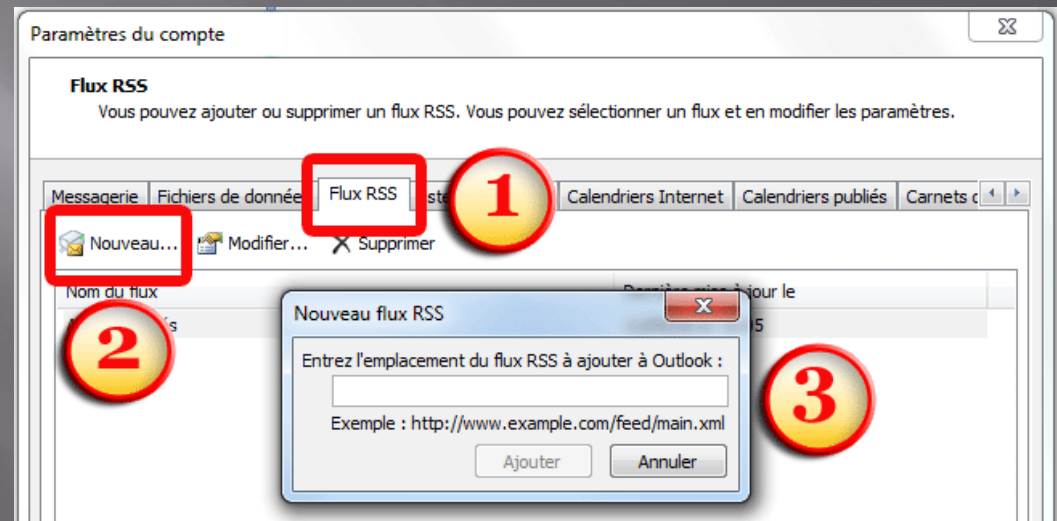 Paramètres du compte
Flux RSS
Vous pouvez ajouter ou supprimer un flux RSS. Vous pouvez sélectionner un flux et en modifier les paramètres.
Messagerie Fichiers de donnée Flux RSS Calendriers Internet Calendriers publiés Carnets
1
Nouveau... Modifier... Supprimer
Nom du flux Dernière mise à jour le
2
Nouveau flux RSS
Entrez l'emplacement du flux RSS à ajouter à Outlook :
3
Exemple : http://www.example.com/feed/main.xml
Ajouter Annuler